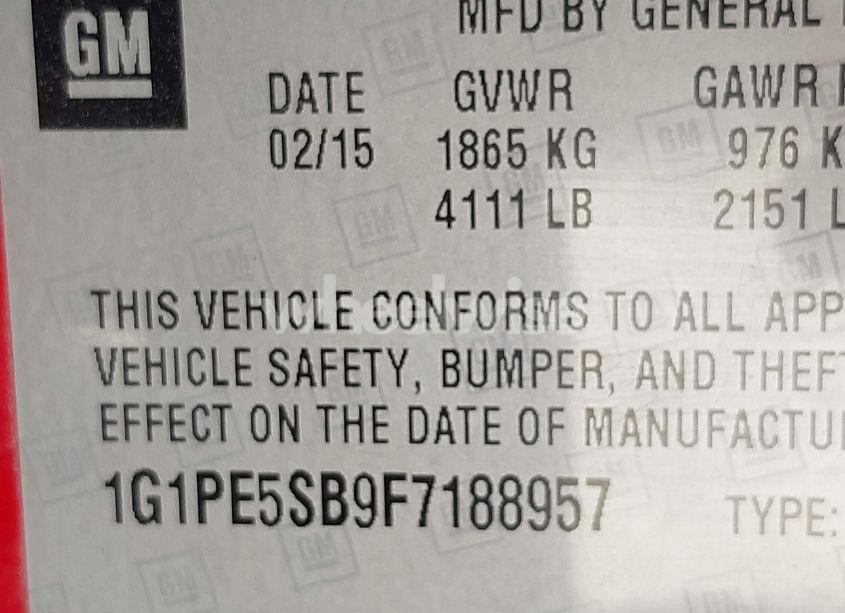 GM
MFD BY GENERAL
DATE GVWR GAWR
02/15 1865 KG 976 K
4111 LB 2151 L
THIS VEHICLE CONFORMS TO ALL APP
VEHICLE SAFETY, BUMPER, AND THEFT
EFFECT ON THE DATE OF MANUFACTU
1G1PE5SB9F7188957 TYPE: